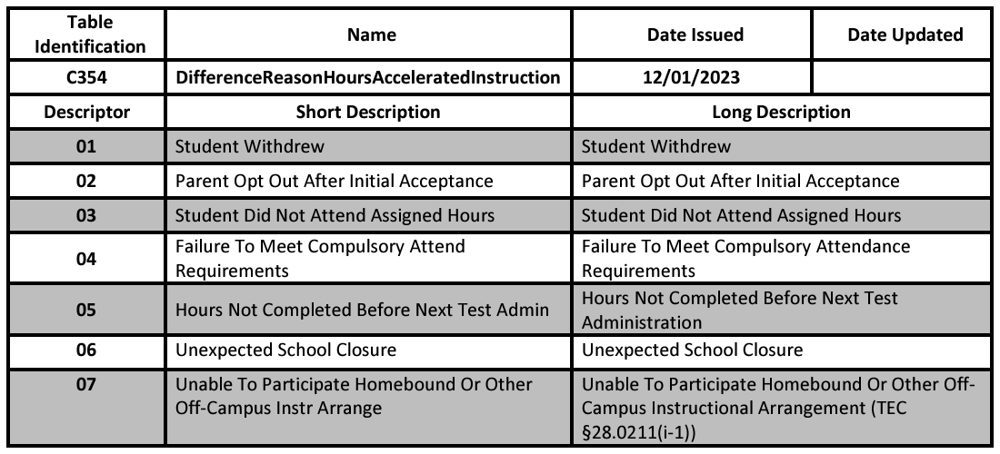 Table
Identification
Name
Date Issued
Date Updated
C354
DifferenceReasonHoursAcceleratedInstruction
12/01/2023
Descriptor
Short Description
Long Description
01
Student Withdrew
Student Withdrew
02
Parent Opt Out After Initial Acceptance
Parent Opt Out After Initial Acceptance
03
Student Did Not Attend Assigned Hours
Student Did Not Attend Assigned Hours
04
Failure To Meet Compulsory Attend
Requirements
Failure To Meet Compulsory Attendance
Requirements
05
Hours Not Completed Before Next Test Admin
Hours Not Completed Before Next Test
Administration
06
Unexpected School Closure
Unexpected School Closure
07
Unable To Participate Homebound Or Other
Off-Campus Instr Arrange
Unable To Participate Homebound Or Other Off-
Campus Instructional Arrangement (TEC
§28.0211(i-1))